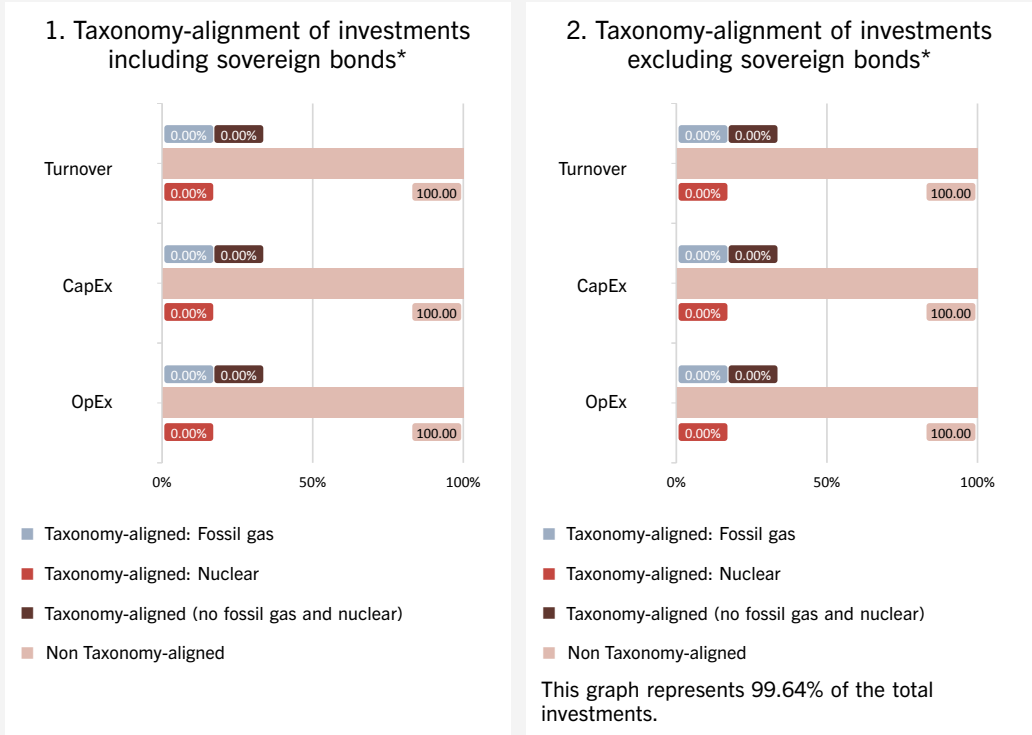 1. Taxonomy-alignment of investments
including sovereign bonds*
0.00% 0.00%
Turnover
0.00% 100.00
0.00% 0.00%
CapEx
0.00% 100.00
0.00% 0.00%
OpEx
0.00% 100.00
0% 50% 100%
Taxonomy-aligned: Fossil gas
Taxonomy-aligned: Nuclear
Taxonomy-aligned (no fossil gas and nuclear)
Non Taxonomy-aligned
2. Taxonomy-alignment of investments
excluding sovereign bonds*
0.00% 0.00%
Turnover
0.00% 100.00
0.00% 0.00%
CapEx
0.00% 100.00
0.00% 0.00%
OpEx
0.00% 100.00
0% 50% 100%
Taxonomy-aligned: Fossil gas
Taxonomy-aligned: Nuclear
Taxonomy-aligned (no fossil gas and nuclear)
Non Taxonomy-aligned
This graph represents 99.64% of the total
investments.